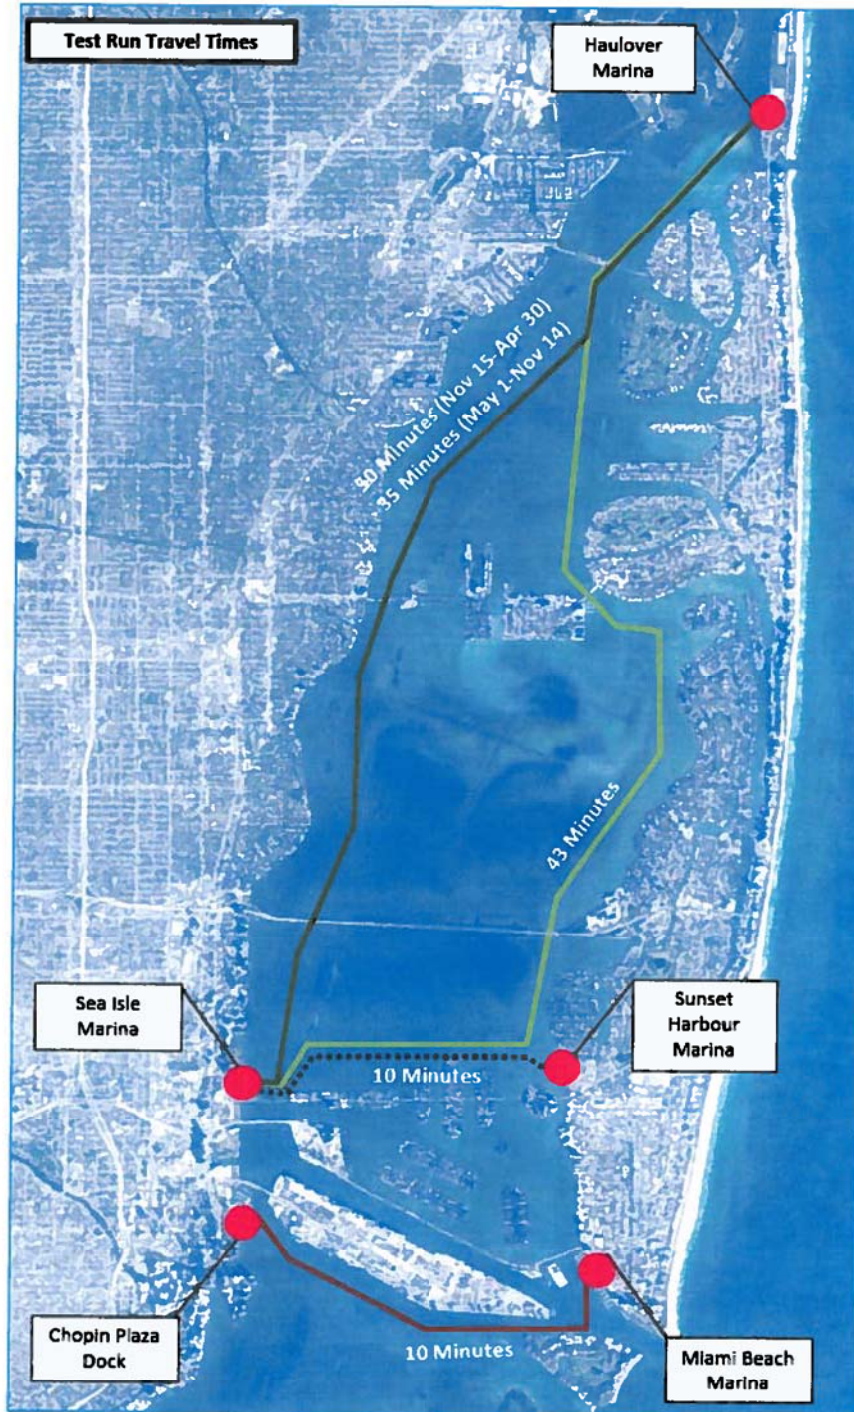 Test Run Travel Times
Haulover
Marina
Minutes (Nov 15-Apr 30)
35 Minutes (May 1-Nov 14)
43 Minutes
Sea Isle
Marina
Sunset
Harbour
Marina
10 Minutes
Chopin Plaza
Dock
10 Minutes
Miami Beach
Marina